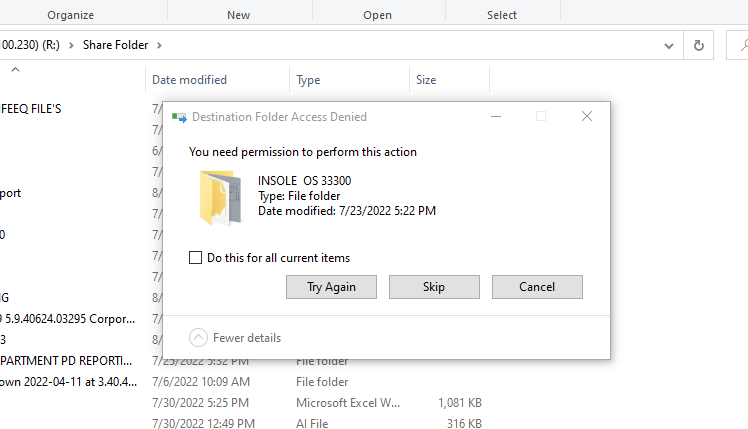 Organize New Open Select
100.230) (R:) > Share Folder >
Date modified Type Size
IFEEQ FILE'S 7/
7/
6/
7/
port 8/
7/
0 7/
7/
7/
NG 8/
9 5.9.40624.03295 Corpor... 7/
3 8/
PARTMENT PD REPORTI... 7/25/2022 5:32 PM File folder
own 2022-04-11 at 3.40.4... 7/6/2022 10:09 AM File folder
7/30/2022 5:25 PM Microsoft Excel W... 1,081 KB
7/30/2022 12:49 PM AI File 316 KB
Destination Folder Access Denied
You need permission to perform this action
INSOLE OS 33300
Type: File folder
Date modified: 7/23/2022 5:22 PM
Do this for all current items
Try Again Skip Cancel
Fewer details